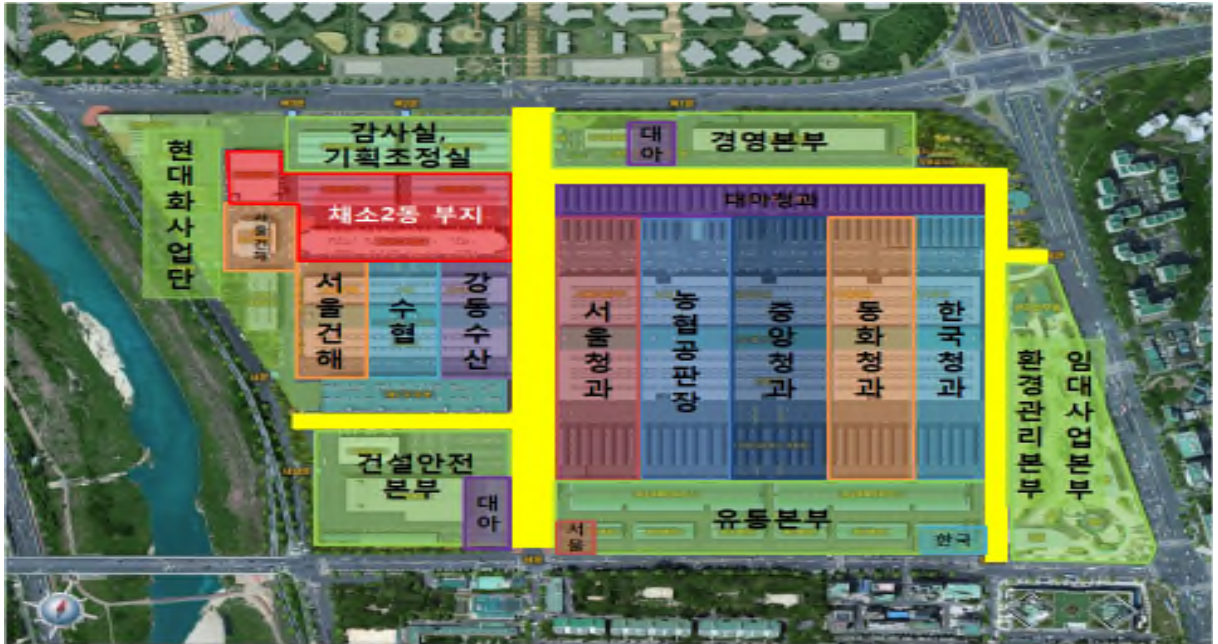 감사실,
기획조정실
대
아
경영본부
현
대
화
사
업
단
채소2동 부지
대아청과
서
울
건
해
수
협
강
동
수
산
서
울
청
과
농
협
공
판
장
중
앙
청
과
동
화
청
과
한
국
청
과
환
경
관
리
본
부
임
대
사
업
본
부
건설안전
본부
대
아
유통본부
서
울
한국